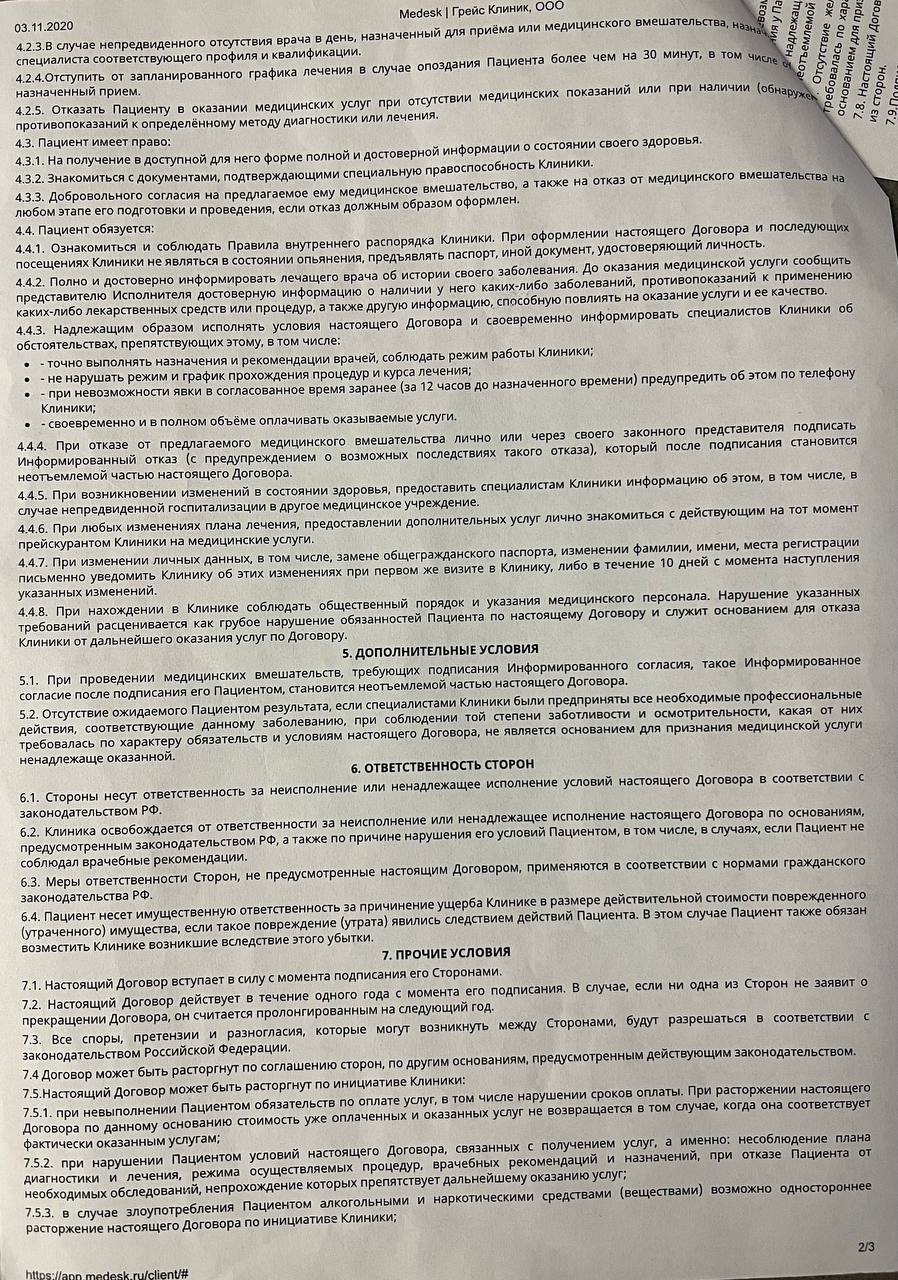 03.11.2020
Medesk | Грейс Клиник, ООО
4.2.3.В случае непредвиденного отсутствия врача в день, назначенный для приёма или медицинского вмешательства,
специалиста соответствующего профиля и квалификации.
4.2.4.Отступить от запланированного графика лечения в случае опоздания Пациента более чем на 30 минут, в том числе
назначенный прием.
4.2.5. Отказать Пациенту в оказании медицинских услуг при отсутствии медицинских показаний или при наличии
противопоказаний к определённому методу диагностики или лечения.
4.3. Пациент имеет право:
4.3.1. На получение в доступной для него форме полной и достоверной информации о состоянии своего здоровья.
4.3.2. Знакомиться с документами, подтверждающими специальную правоспособность Клиники.
4.3.3. Добровольного согласия на предлагаемое ему медицинское вмешательство, а также на отказ от медицинского вмешательства на
любом этапе его подготовки и проведения, если отказ должным образом оформлен.
4.4. Пациент обязуется:
4.4.1. Ознакомиться и соблюдать Правила внутреннего распорядка Клиники. При оформлении настоящего Договора и последующих
посещениях Клиники не являться в состоянии опьянения, предъявлять паспорт, иной документ, удостоверяющий личность.
4.4.2. Полно и достоверно информировать лечащего врача об истории своего заболевания. До оказания медицинской услуги сообщить
представителю Исполнителя достоверную информацию о наличии у него каких-либо заболеваний, противопоказаний к применению
каких-либо лекарственных средств или процедур, а также другую информацию, способную повлиять на оказание услуги и ее качество.
4.4.3. Надлежащим образом исполнять условия настоящего Договора и своевременно информировать специалистов Клиники об
обстоятельствах, препятствующих этому, в том числе:
• - точно выполнять назначения и рекомендации врачей, соблюдать режим работы Клиники;
• - не нарушать режим и график прохождения процедур и курса лечения;
• - при невозможности явки в согласованное время заранее (за 12 часов до назначенного времени) предупредить об этом по телефону
Клиники;
• - своевременно и в полном объёме оплачивать оказываемые услуги.
4.4.4. При отказе от предлагаемого медицинского вмешательства лично или через своего законного представителя подписать
Информированный отказ (с предупреждением о возможных последствиях такого отказа), который после подписания становится
неотъемлемой частью настоящего Договора.
4.4.5. При возникновении изменений в состоянии здоровья, предоставить специалистам Клиники информацию об этом, в том числе, в
случае непредвиденной госпитализации в другое медицинское учреждение.
4.4.6. При любых изменениях плана лечения, предоставлении дополнительных услуг лично знакомиться с действующим на тот момент
прейскурантом Клиники на медицинские услуги.
4.4.7. При изменении личных данных, в том числе, замене общегражданского паспорта, изменении фамилии, имени, места регистрации
письменно уведомить Клинику об этих изменениях при первом же визите в Клинику, либо в течение 10 дней с момента наступления
указанных изменений.
4.4.8. При нахождении в Клинике соблюдать общественный порядок и указания медицинского персонала. Нарушение указанных
требований расценивается как грубое нарушение обязанностей Пациента по настоящему Договору и служит основанием для отказа
Клиники от дальнейшего оказания услуг по Договору.
5. ДОПОЛНИТЕЛЬНЫЕ УСЛОВИЯ
5.1. При проведении медицинских вмешательств, требующих подписания Информированного согласия, такое Информированное
согласие после подписания его Пациентом, становится неотъемлемой частью настоящего Договора.
5.2. Отсутствие ожидаемого Пациентом результата, если специалистами Клиники были предприняты все необходимые профессиональные
действия, соответствующие данному заболеванию, при соблюдении той степени заботливости и осмотрительности, какая от них
требовалась по характеру обязательств и условиям настоящего Договора, не является основанием для признания медицинской услуги
ненадлежаще оказанной.
6. ОТВЕТСТВЕННОСТЬ СТОРОН
6.1. Стороны несут ответственность за неисполнение или ненадлежащее исполнение условий настоящего Договора в соответствии с
законодательством РФ.
6.2. Клиника освобождается от ответственности за неисполнение или ненадлежащее исполнение настоящего Договора по основаниям,
предусмотренным законодательством РФ, а также по причине нарушения его условий Пациентом, в том числе, в случаях, если Пациент не
соблюдал врачебные рекомендации.
6.3. Меры ответственности Сторон, не предусмотренные настоящим Договором, применяются в соответствии с нормами гражданского
законодательства РФ.
6.4. Пациент несет имущественную ответственность за причинение ущерба Клинике в размере действительной стоимости поврежденного
(утраченного) имущества, если такое повреждение (утрата) явились следствием действий Пациента. В этом случае Пациент также обязан
возместить Клинике возникшие вследствие этого убытки.
7. ПРОЧИЕ УСЛОВИЯ
7.1. Настоящий Договор вступает в силу с момента подписания его Сторонами.
7.2. Настоящий Договор действует в течение одного года с момента его подписания. В случае, если ни одна из Сторон не заявит о
прекращении Договора, он считается пролонгированным на следующий год.
7.3. Все споры, претензии и разногласия, которые могут возникнуть между Сторонами, будут разрешаться в соответствии с
законодательством Российской Федерации.
7.4 Договор может быть расторгнут по соглашению сторон, по другим основаниям, предусмотренным действующим законодательством.
7.5.Настоящий Договор может быть расторгнут по инициативе Клиники:
7.5.1. при невыполнении Пациентом обязательств по оплате услуг, в том числе нарушении сроков оплаты. При расторжении настоящего
Договора по данному основанию стоимость уже оплаченных и оказанных услуг не возвращается в том случае, когда она соответствует
фактически оказанным услугам;
7.5.2. при нарушении Пациентом условий настоящего Договора, связанных с получением услуг, а именно: несоблюдение плана
диагностики и лечения, режима осуществляемых процедур, врачебных рекомендаций и назначений, при отказе Пациента от
необходимых обследований, непрохождение которых препятствует дальнейшему оказанию услуг;
7.5.3. в случае злоупотребления Пациентом алкогольными и наркотическими средствами (веществами) возможно одностороннее
расторжение настоящего Договора по инициативе Клиники;
2/3
https://app.medesk.ru/client/#
Отсутствие
требовалась по
основанием для
7.8. Настоящий
из сторон.